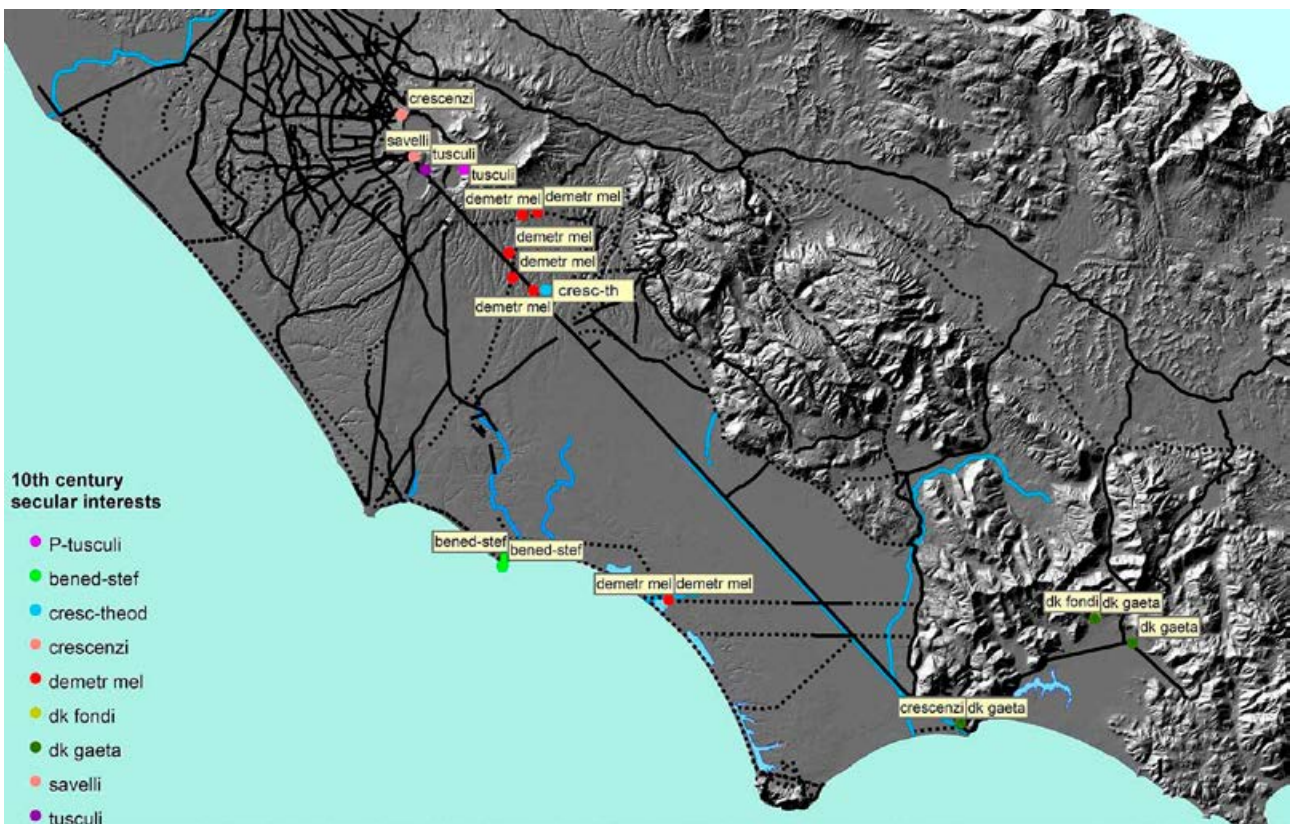 crescenzi
savelli
tusculi
tusculi
demetr mel demetr mel
demetr mel
demetr mel
cresc-th
demetr mel
bened-stef
bened-stef
demetr mel demetr mel
dk fondi dk gaeta
dk gaeta
crescenzi dk gaeta
10th century
secular interests
P-tusculi
bened-stef
cresc-theod
crescenzi
demetr mel
dk fondi
dk gaeta
savelli
tusculi